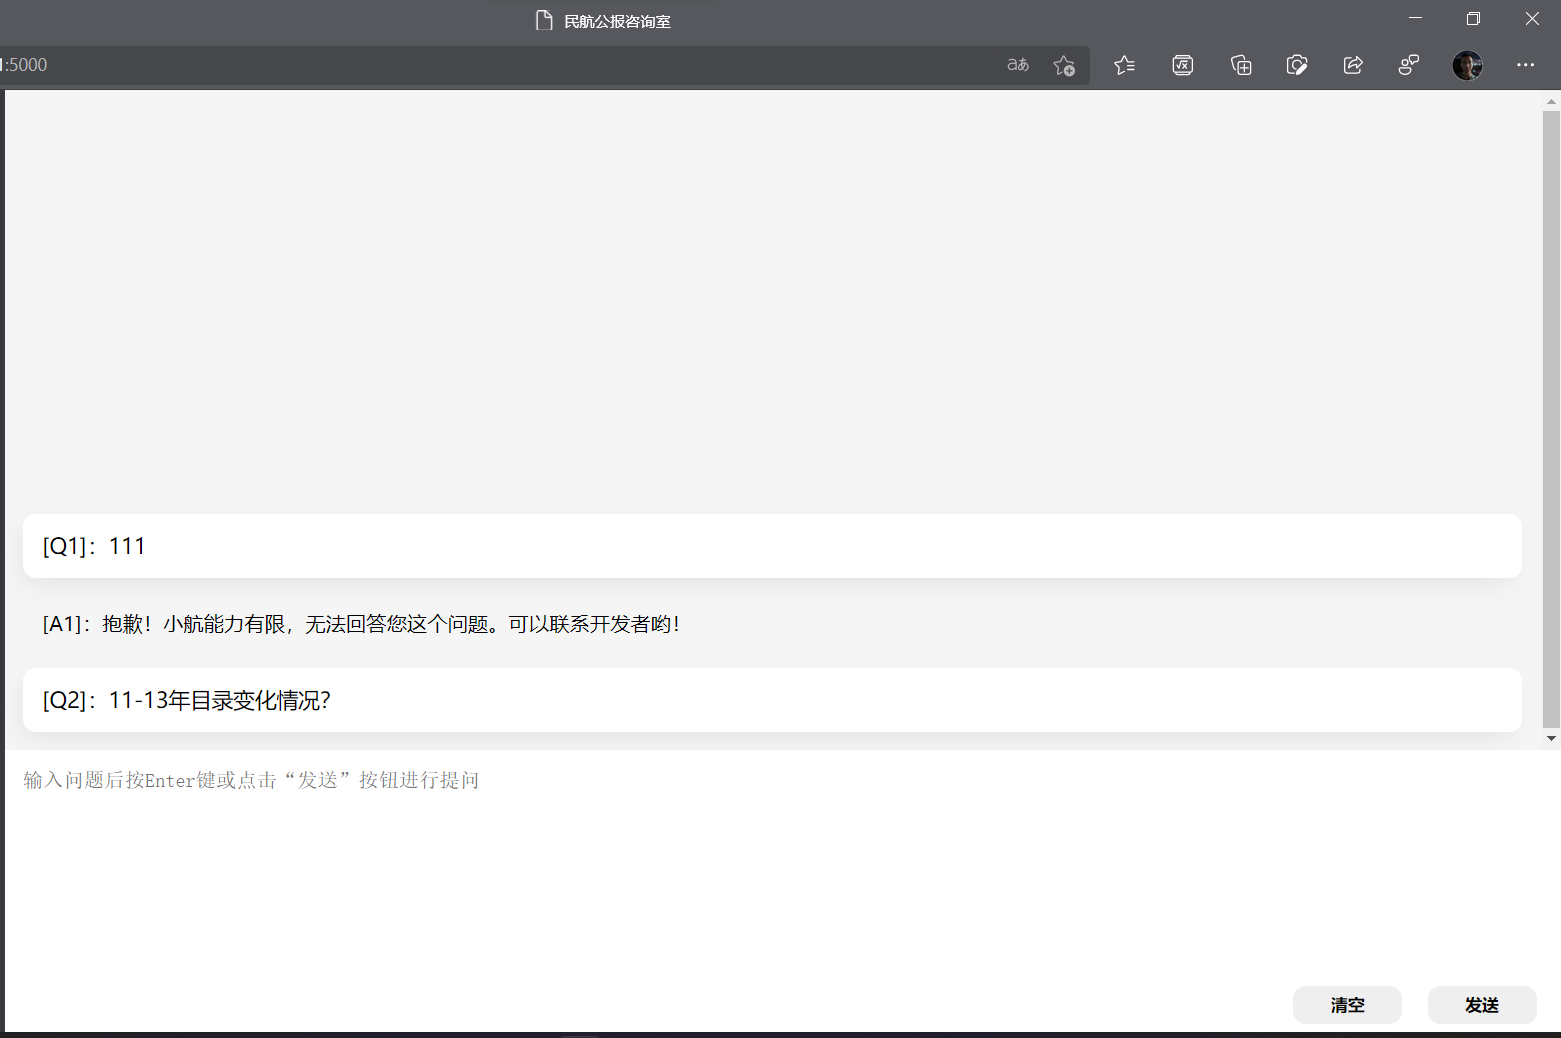 民航公报咨询室
:5000
aあ
[Q1]：111
[A1]：抱歉！小航能力有限，无法回答您这个问题。可以联系开发者哟！
[Q2]：11-13年目录变化情况？
输入问题后按Enter键或点击“发送”按钮进行提问
清空
发送